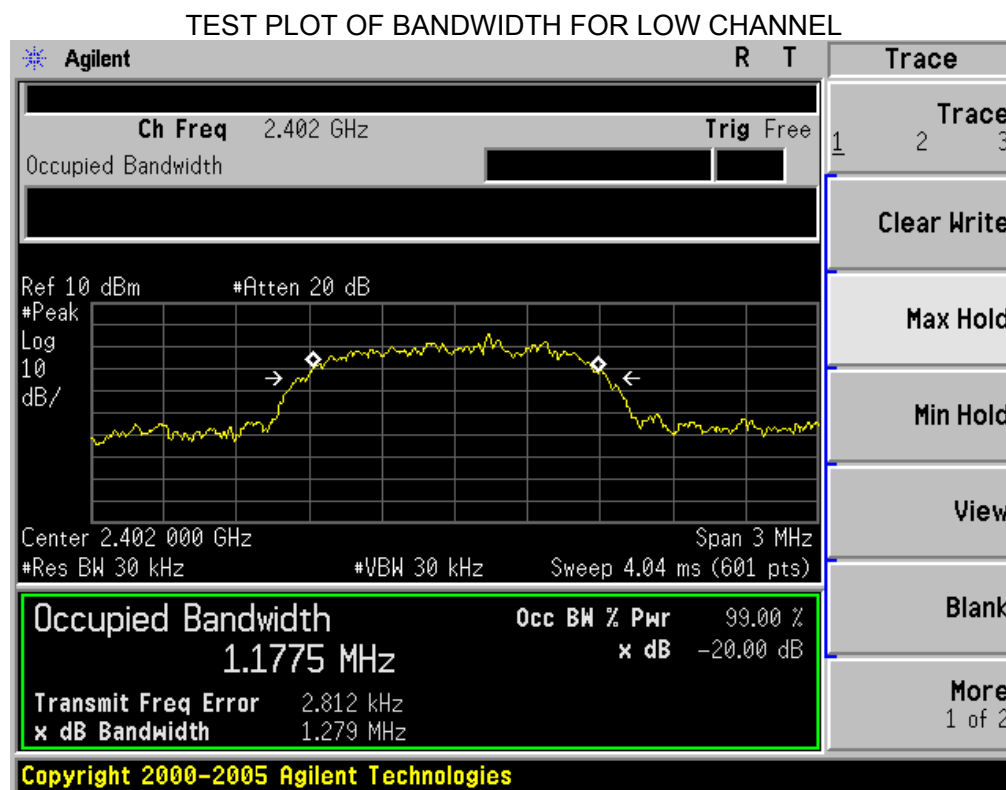 TEST PLOT OF BANDWIDTH FOR LOW CHANNEL
Agilent R T Trace
Ch Freq 2.402 GHz Trig Free
Occupied Bandwidth
Trace
1 2 3
Clear Write
Max Hold
Min Hold
View
Blank
More
1 of 2
Ref 10 dBm #Atten 20 dB
#Peak
Log
10
dB/
Center 2.402 000 GHz Span 3 MHz
#Res BW 30 kHz #VBW 30 kHz Sweep 4.04 ms (601 pts)
Occupied Bandwidth Occ BW % Pwr 99.00 %
1.1775 MHz x dB -20.00 dB
Transmit Freq Error 2.812 kHz
x dB Bandwidth 1.279 MHz
Copyright 2000-2005 Agilent Technologies